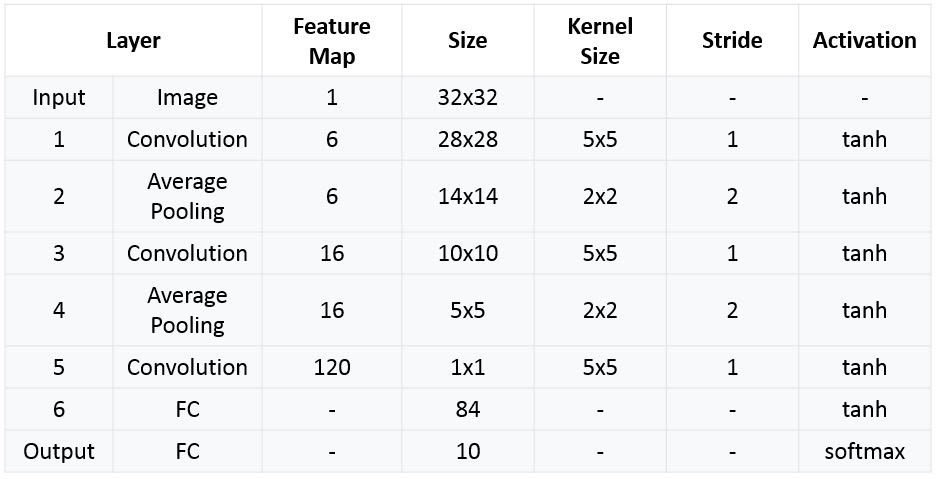 Layer Feature Map Size Kernel Size Stride Activation
Input Image 1 32x32 - - -
1 Convolution 6 28x28 5x5 1 tanh
2 Average Pooling 6 14x14 2x2 2 tanh
3 Convolution 16 10x10 5x5 1 tanh
4 Average Pooling 16 5x5 2x2 2 tanh
5 Convolution 120 1x1 5x5 1 tanh
6 FC - 84 - - tanh
Output FC - 10 - - softmax